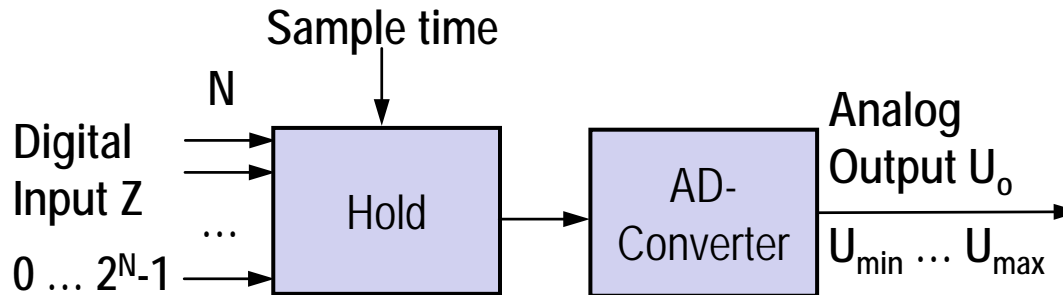 Sample time
N
Digital
Input Z
...
0 ... 2^N-1
Hold
AD-
Converter
Analog
Output U_o
U_min ... U_max